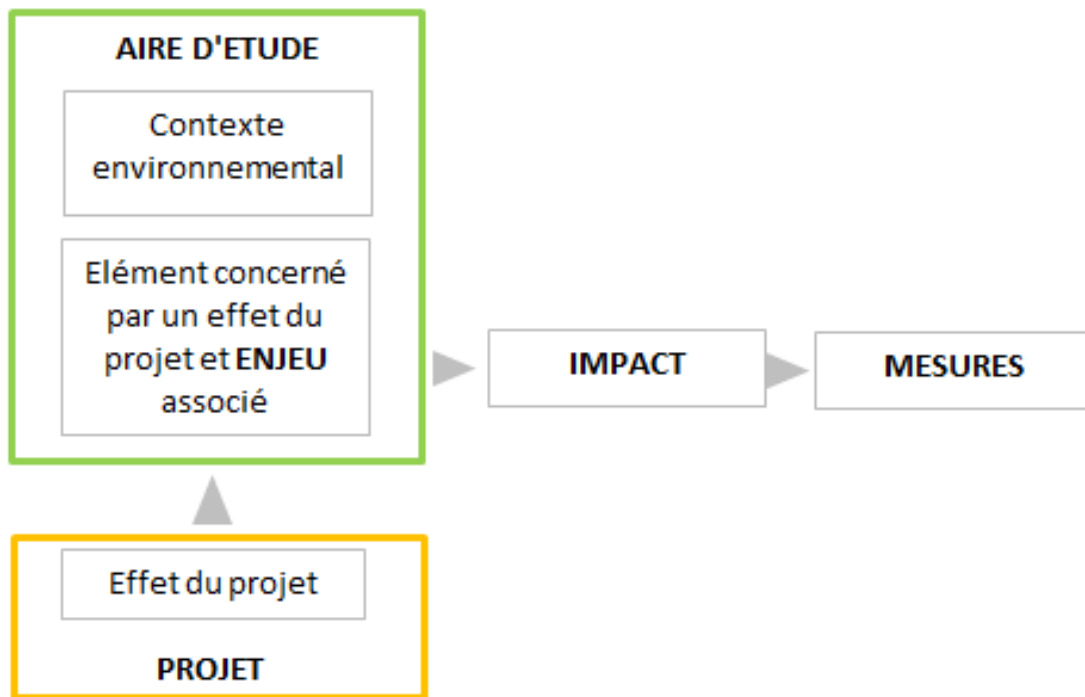 AIRE D'ETUDE
Contexte
environnemental
Elément concerné
par un effet du
projet et ENJEU
associé
IMPACT
MESURES
Effet du projet
PROJET